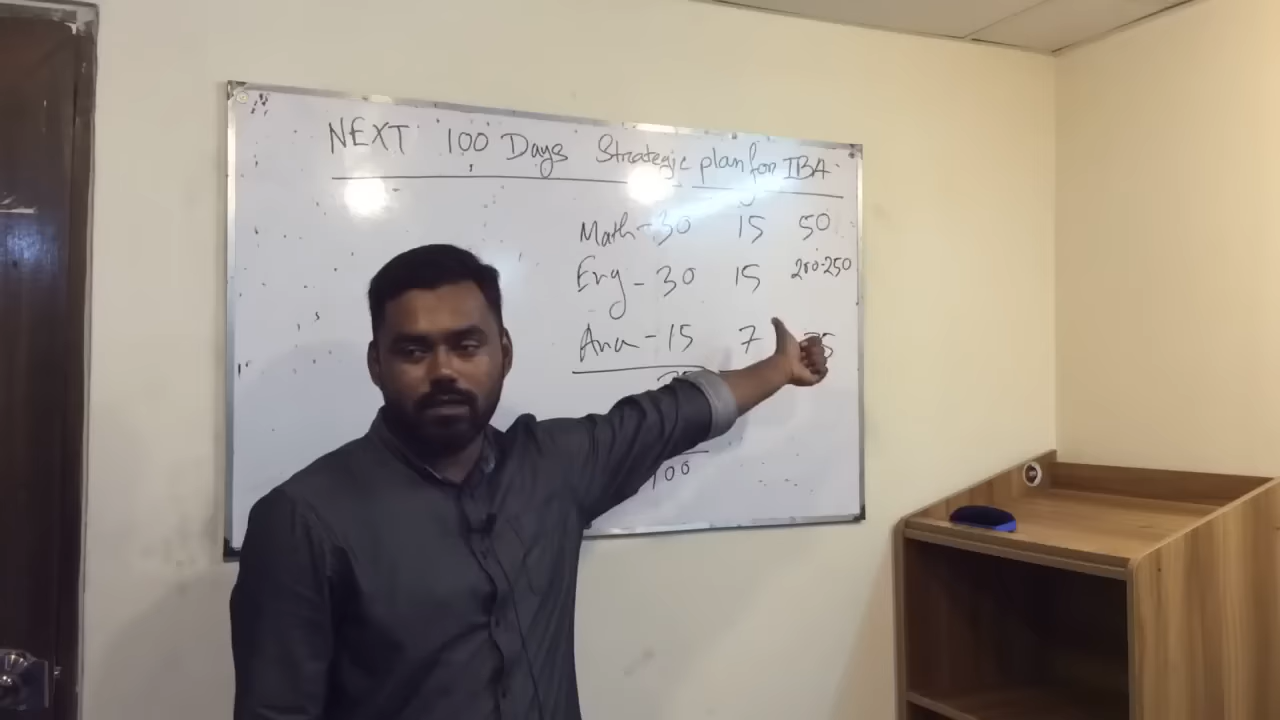 NEXT 100 Days Strategic plan for IBA
Math - 30 15 50
Eng - 30 15 200-250
Ana - 15 7
100